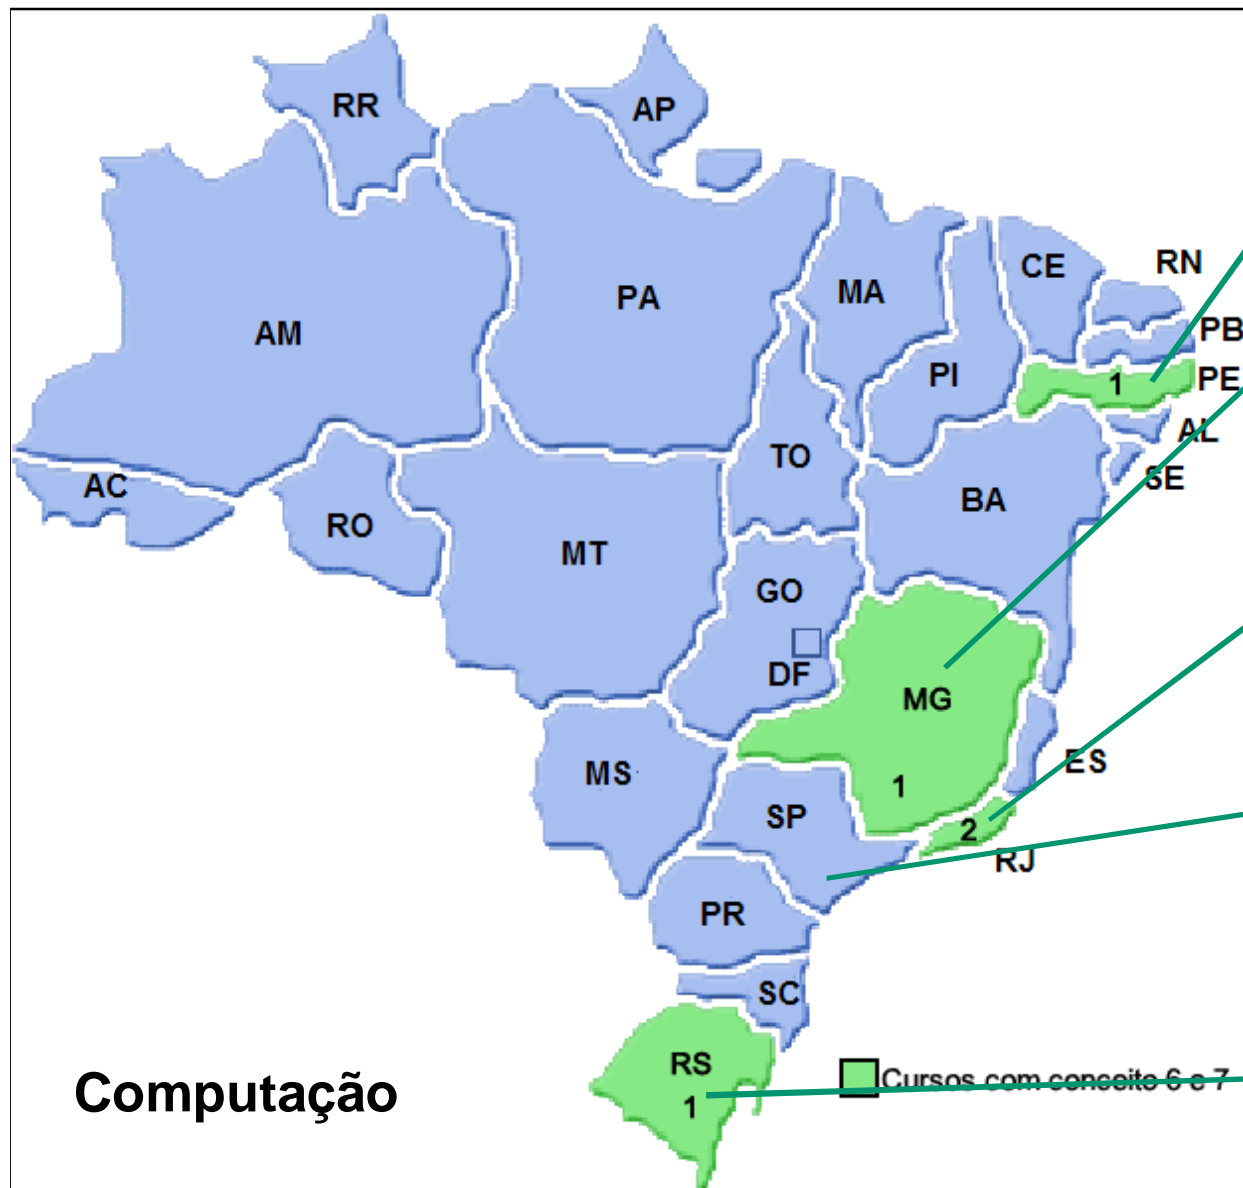 RR
AP
CE
RN
MA
PA
AM
PB
PI
1
PE
AL
TO
SE
AC
BA
RO
MT
GO
DF
MG
ES
MS
1
SP
2
RJ
PR
SC
RS
Computação
1
Cursos com conceito 6 e 7